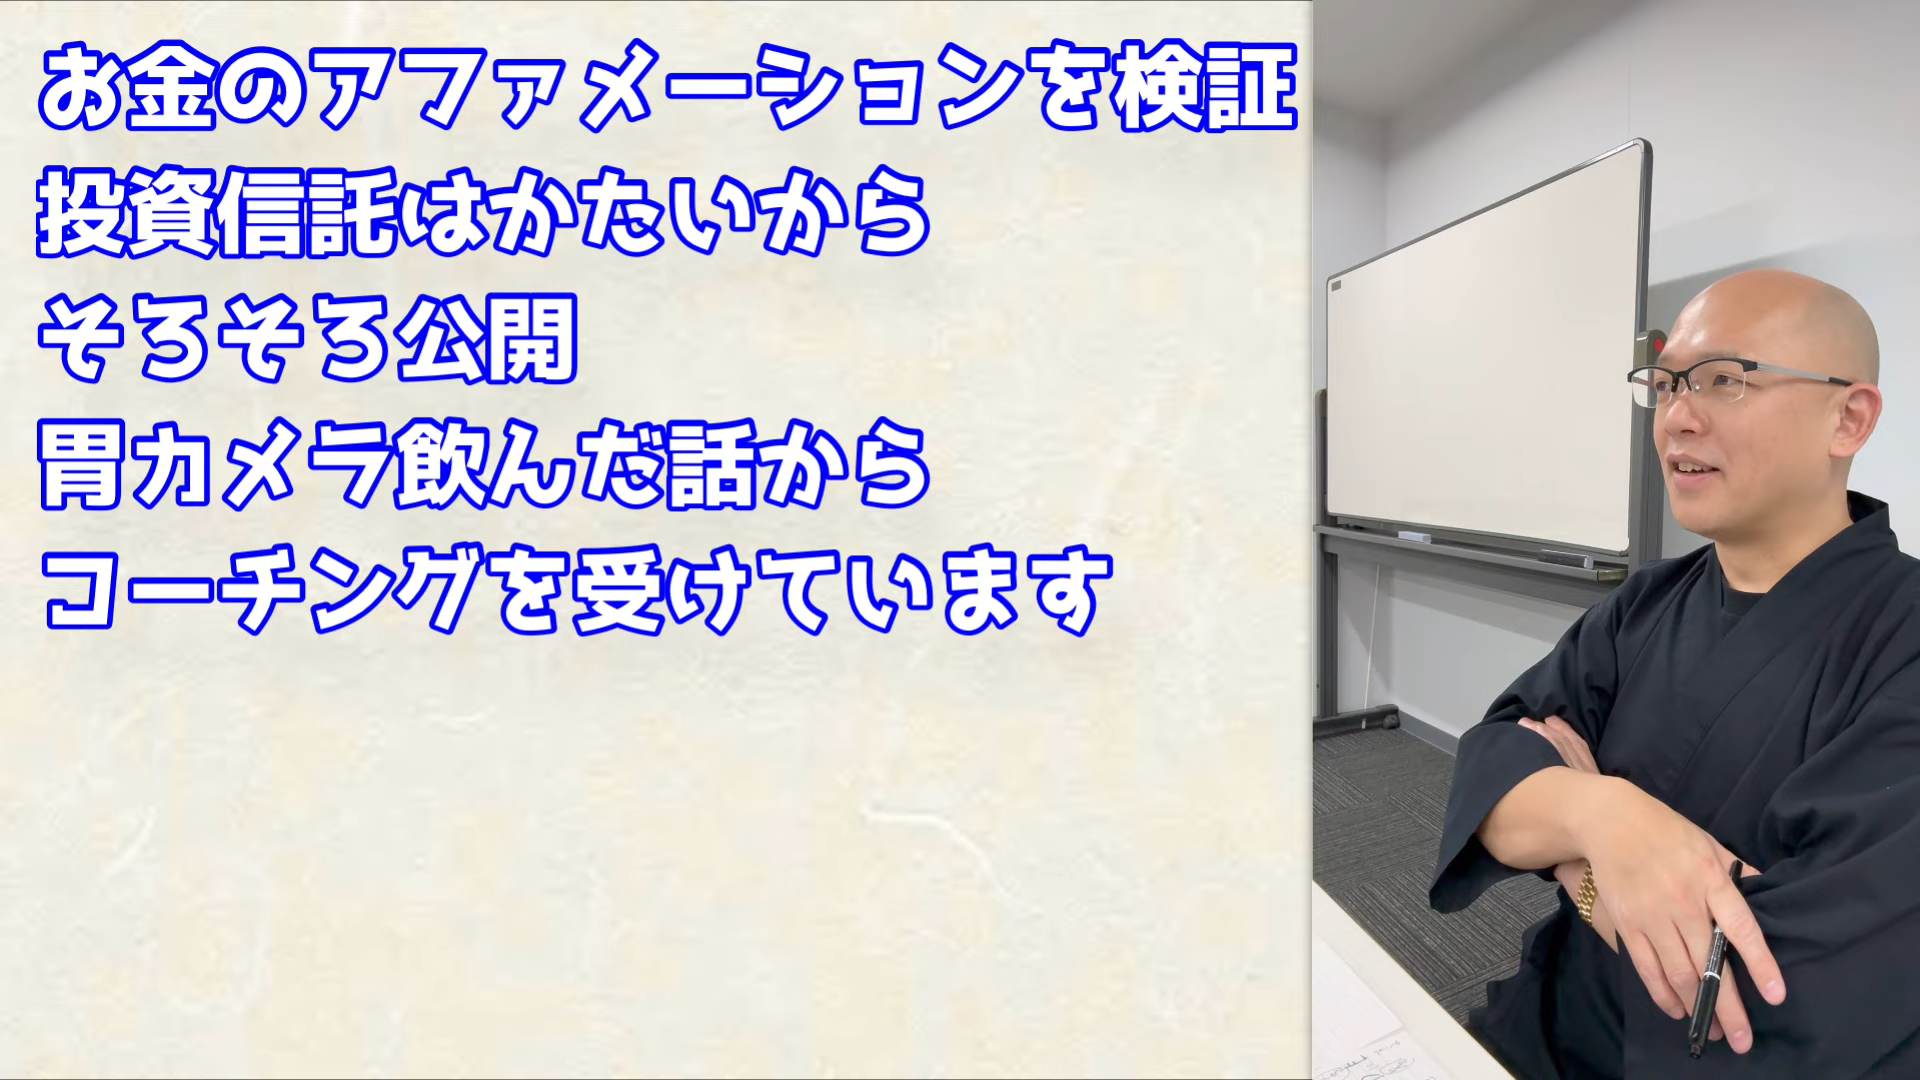 お金のアファメーションを検証
投資信託はかたいから
そろそろ公開
胃カメラ飲んだ話から
コーチングを受けています